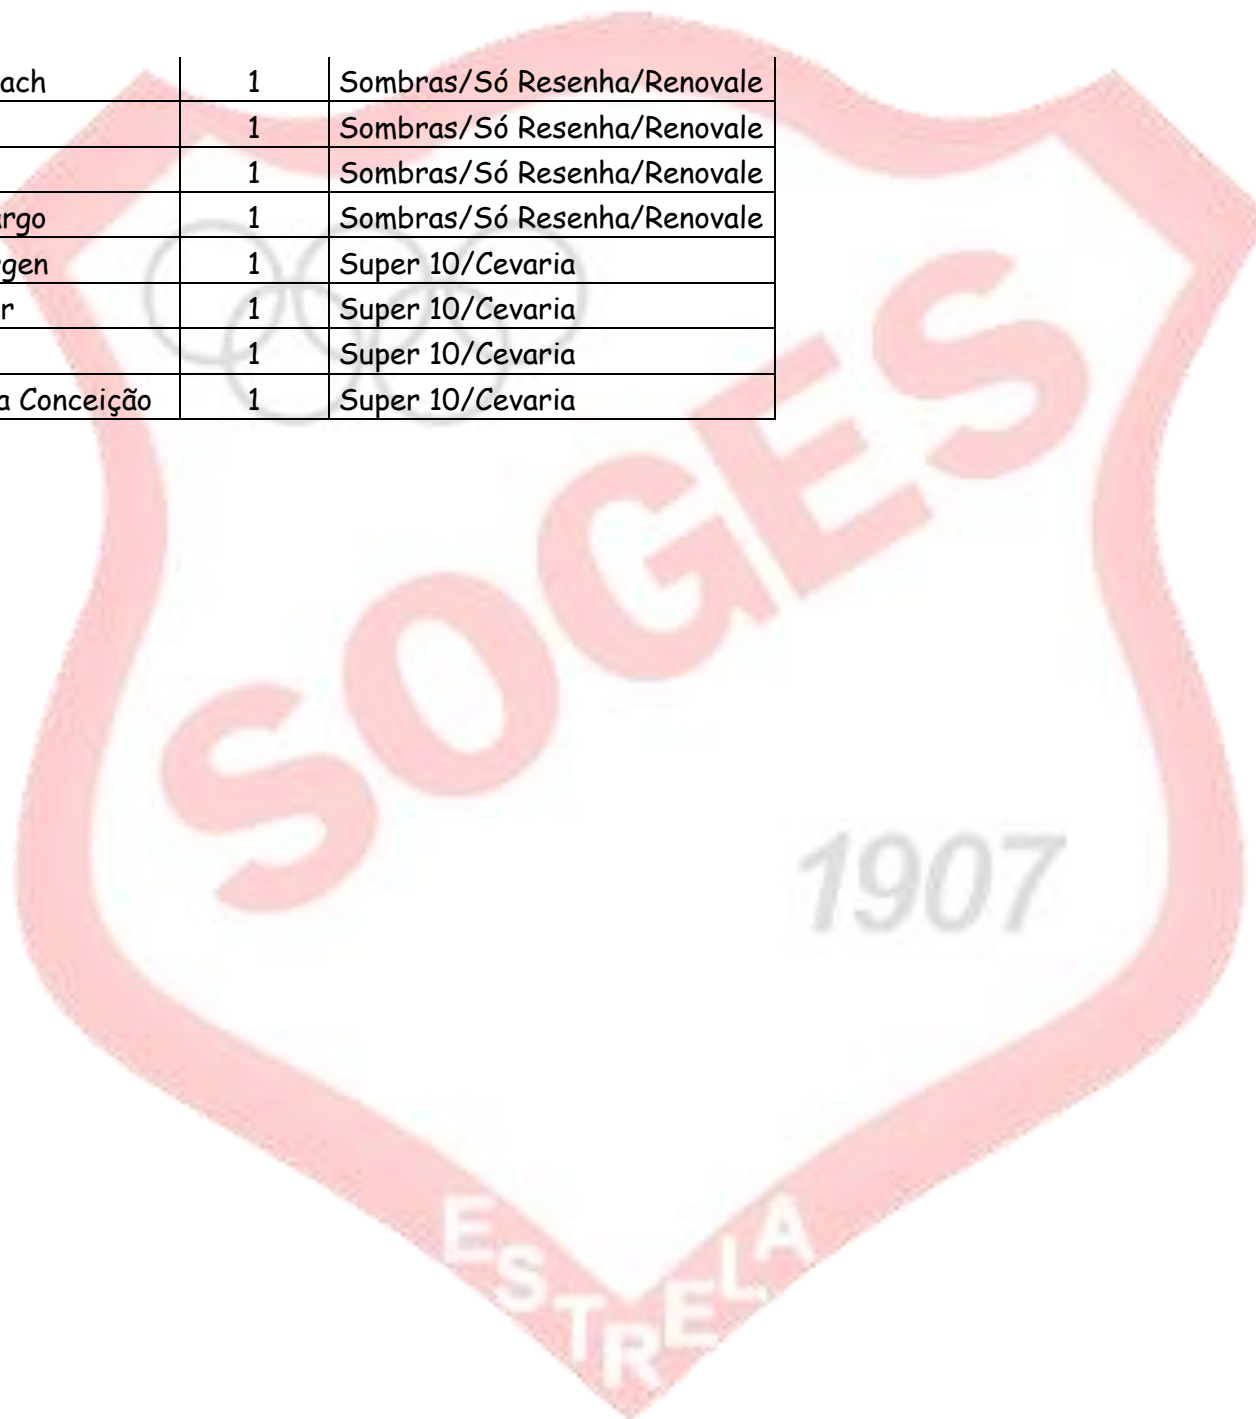 ach 1 Sombras/Só Resenha/Renovale
1 Sombras/Só Resenha/Renovale
1 Sombras/Só Resenha/Renovale
rgo 1 Sombras/Só Resenha/Renovale
rgen 1 Super 10/Cevaria
r 1 Super 10/Cevaria
1 Super 10/Cevaria
a Conceição 1 Super 10/Cevaria
SOGES
1907
ESTRELA